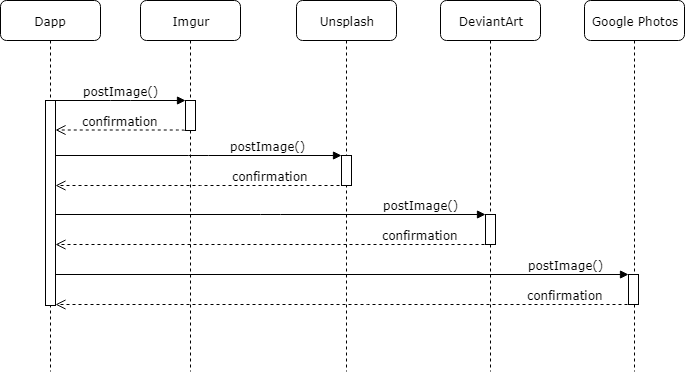 Dapp
Imgur
Unsplash
DeviantArt
Google Photos
postImage()
confirmation
postImage()
confirmation
postImage()
confirmation
postImage()
confirmation